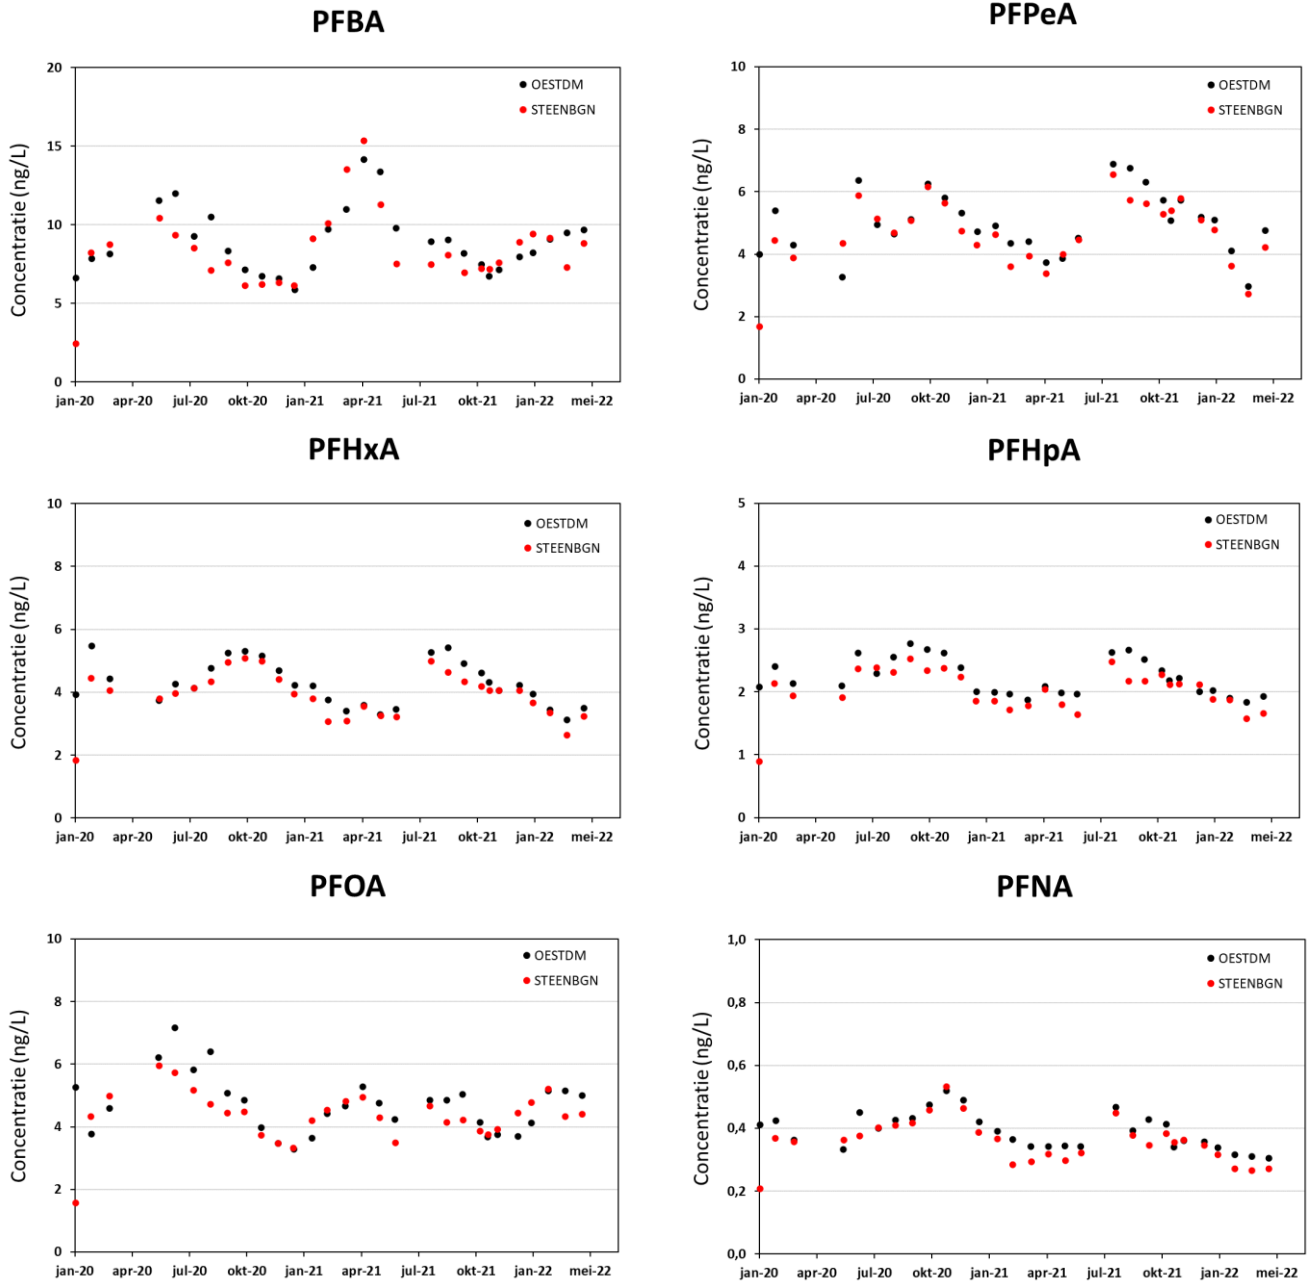 PFBA
Concentratie (ng/L)
20
15
10
5
0
OESTDM
STEENBGN
jan-20 apr-20 jul-20 okt-20 jan-21 apr-21 jul-21 okt-21 jan-22 mei-22
PFPeA
Concentratie (ng/L)
10
8
6
4
2
0
OESTDM
STEENBGN
jan-20 apr-20 jul-20 okt-20 jan-21 apr-21 jul-21 okt-21 jan-22 mei-22
PFHxA
Concentratie (ng/L)
10
8
6
4
2
0
OESTDM
STEENBGN
jan-20 apr-20 jul-20 okt-20 jan-21 apr-21 jul-21 okt-21 jan-22 mei-22
PFHpA
Concentratie (ng/L)
5
4
3
2
1
0
OESTDM
STEENBGN
jan-20 apr-20 jul-20 okt-20 jan-21 apr-21 jul-21 okt-21 jan-22 mei-22
PFOA
Concentratie (ng/L)
10
8
6
4
2
0
OESTDM
STEENBGN
jan-20 apr-20 jul-20 okt-20 jan-21 apr-21 jul-21 okt-21 jan-22 mei-22
PFNA
Concentratie (ng/L)
1,0
0,8
0,6
0,4
0,2
0,0
OESTDM
STEENBGN
jan-20 apr-20 jul-20 okt-20 jan-21 apr-21 jul-21 okt-21 jan-22 mei-22